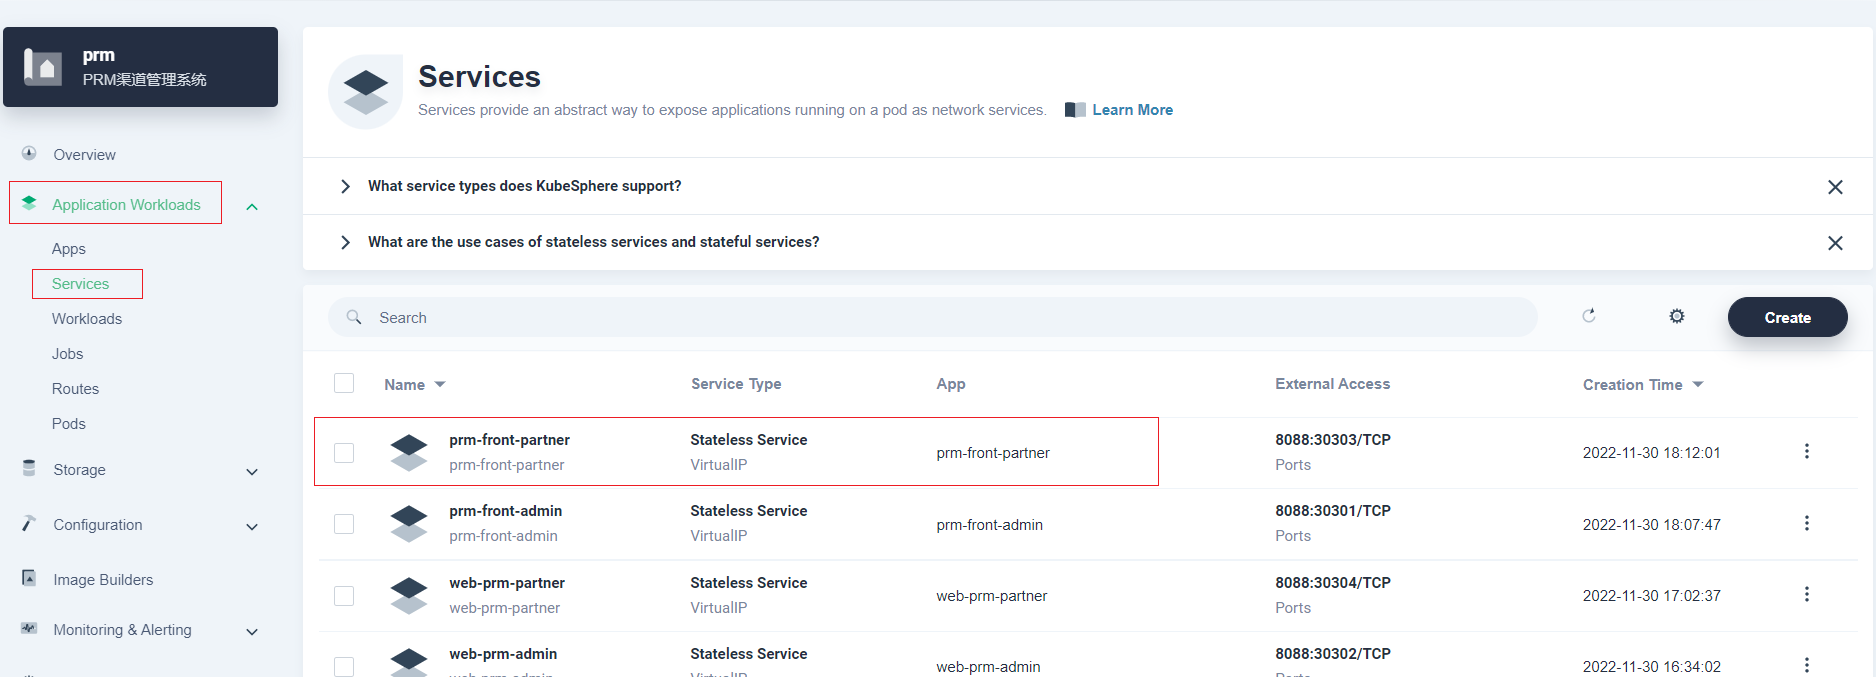 prm
PRM渠道管理系统
Overview
Application Workloads
Apps
Services
Workloads
Jobs
Routes
Pods
Storage
Configuration
Image Builders
Monitoring & Alerting
Services
Services provide an abstract way to expose applications running on a pod as network services. Learn More
What service types does KubeSphere support?
What are the use cases of stateless services and stateful services?
Search
Create
Name Service Type App External Access Creation Time
prm-front-partner Stateless Service 8088:30303/TCP
prm-front-partner VirtualIP prm-front-partner Ports 2022-11-30 18:12:01
prm-front-admin Stateless Service 8088:30301/TCP
prm-front-admin VirtualIP prm-front-admin Ports 2022-11-30 18:07:47
web-prm-partner Stateless Service 8088:30304/TCP
web-prm-partner VirtualIP web-prm-partner Ports 2022-11-30 17:02:37
web-prm-admin Stateless Service 8088:30302/TCP
web-prm-admin VirtualIP web-prm-admin Ports 2022-11-30 16:34:02